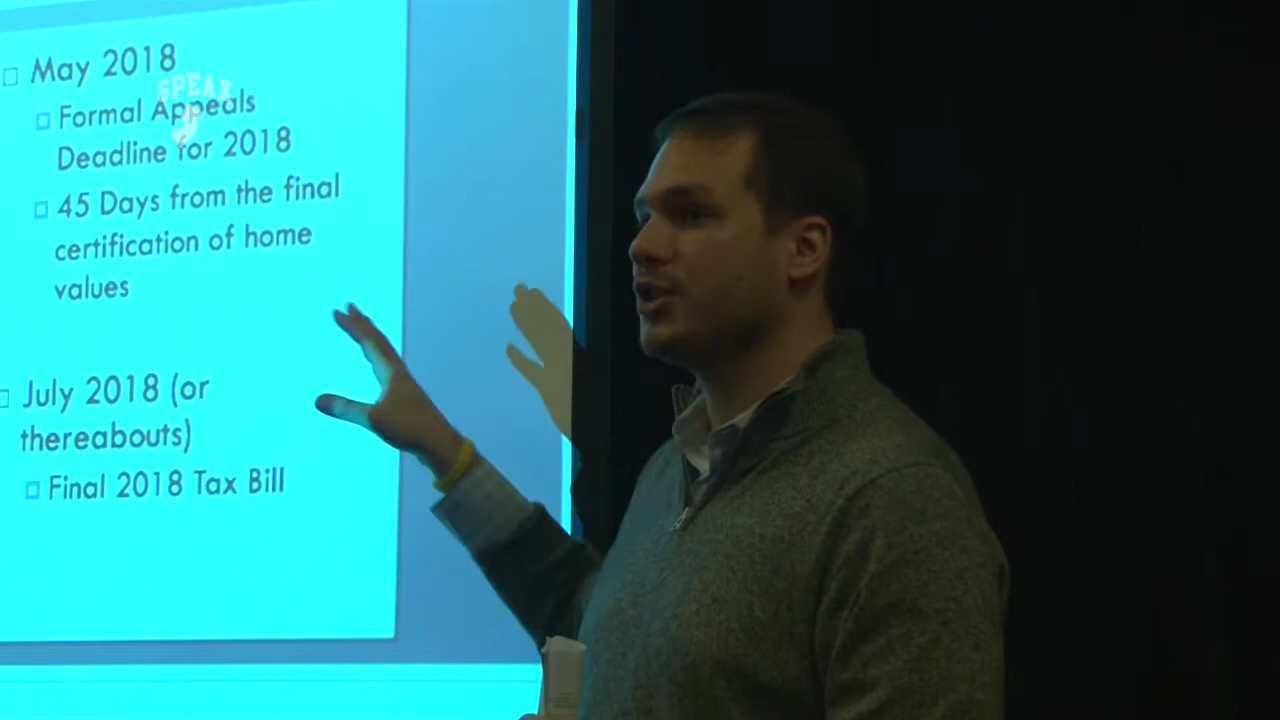 May 2018
SPEAK
Formal Appeals
Deadline for 2018
45 Days from the final
certification of home
values
July 2018 (or
thereabouts)
Final 2018 Tax Bill